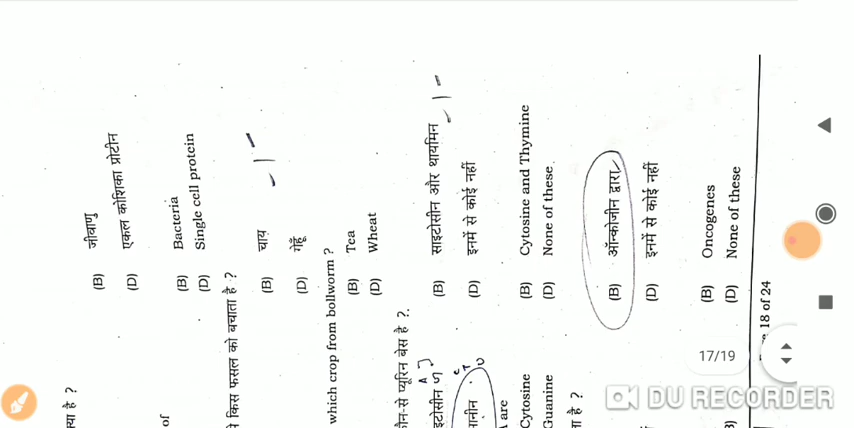 है ?
(B) जीवाणु
(D) एकल कोशिका प्रोटीन
of
(B) Bacteria
(D) Single cell protein
किस फसल को बचाता है ?
(B) चाय
(D) गेहूँ
which crop from bollworm ?
(B) Tea
(D) Wheat
प्यूरिन बेस है ?
(B) साइटोसीन और थायमिन
(D) इनमें से कोई नहीं
are
Cytosine (B) Cytosine and Thymine
Guanine (D) None of these
है ?
(B) ऑन्कोजीन द्वारा
(D) इनमें से कोई नहीं
(B) Oncogenes
(D) None of these
18 of 24
17/19
DU RECORDER